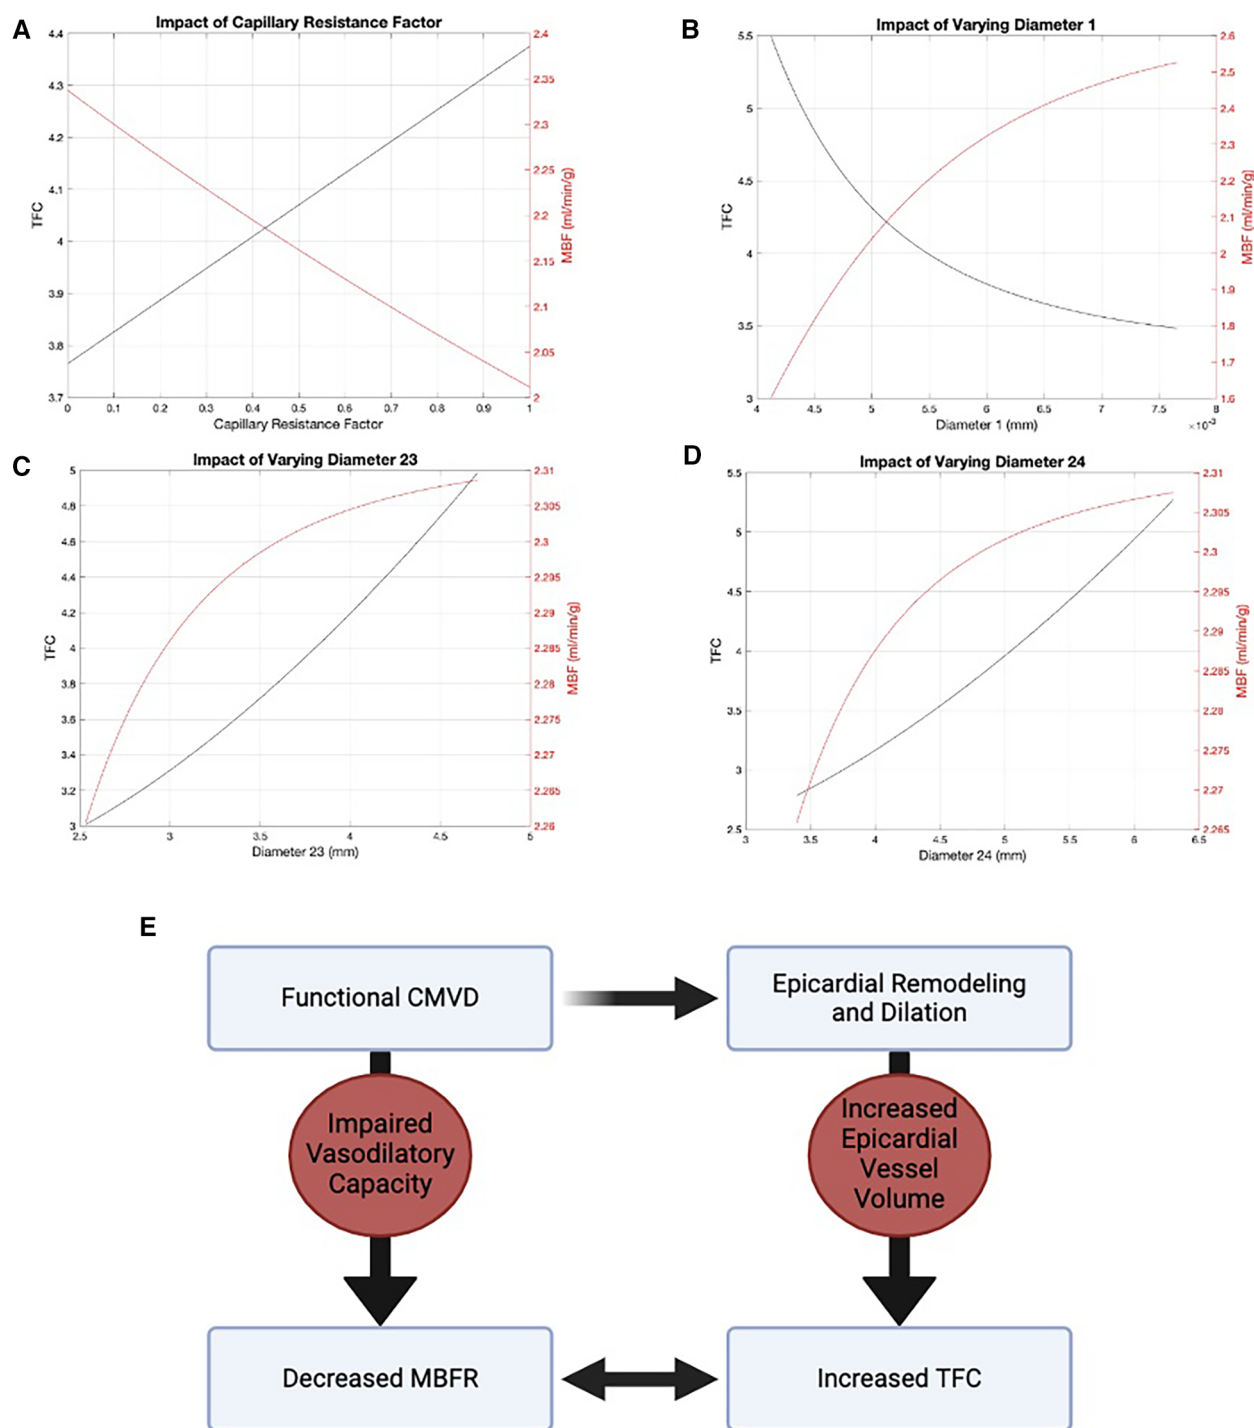 A
Impact of Capillary Resistance Factor
4.4
4.3
4.2
4.1
4
3.9
3.8
3.7
TFC
2.4
2.35
2.3
2.25
2.2
2.15
2.1
2.05
2
MBF (ml/min/g)
0 0.1 0.2 0.3 0.4 0.5 0.6 0.7 0.8 0.9 1
Capillary Resistance Factor
B
Impact of Varying Diameter 1
5.5
5
4.5
4
3.5
3
TFC
2.6
2.5
2.4
2.3
2.2
2.1
2
1.9
1.8
1.7
1.6
MBF (ml/min/g)
4 4.5 5 5.5 6 6.5 7 7.5 8
Diameter 1 (mm)
×10⁻³
C
Impact of Varying Diameter 23
5
4.8
4.6
4.4
4.2
4
3.8
3.6
3.4
3.2
3
TFC
2.31
2.305
2.3
2.295
2.29
2.285
2.28
2.275
2.27
2.265
2.26
MBF (ml/min/g)
2.5 3 3.5 4 4.5 5
Diameter 23 (mm)
D
Impact of Varying Diameter 24
5.5
5
4.5
4
3.5
3
2.5
TFC
2.31
2.305
2.3
2.295
2.29
2.285
2.28
2.275
2.27
2.265
MBF (ml/min/g)
3 3.5 4 4.5 5 5.5 6 6.5
Diameter 24 (mm)
E
Functional CMVD
Epicardial Remodeling
and Dilation
Impaired
Vasodilatory
Capacity
Increased
Epicardial
Vessel
Volume
Decreased MBFR
Increased TFC